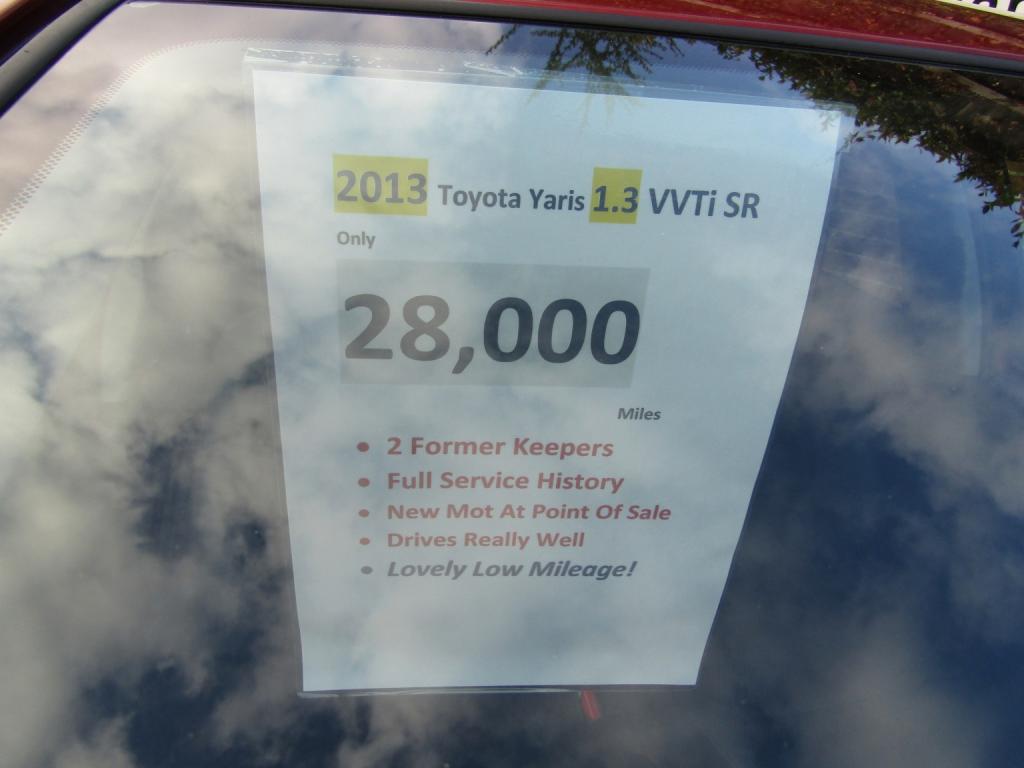 2013 Toyota Yaris 1.3 VVTi SR
Only
28,000
Miles
• 2 Former Keepers
• Full Service History
• New Mot At Point Of Sale
• Drives Really Well
• Lovely Low Mileage!